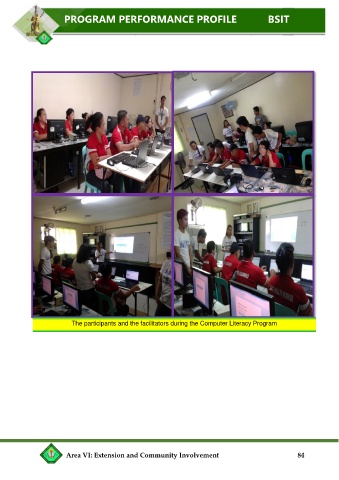 PROGRAM PERFORMANCE PROFILE BSIT
The participants and the facilitators during the Computer Literacy Program
Area VI: Extension and Community Involvement 84